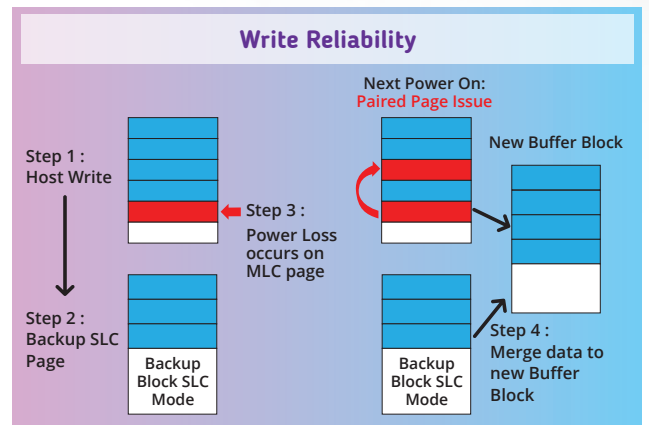 Write Reliability
Next Power On:
Paired Page Issue
New Buffer Block
Step 1 :
Host Write
Step 3 :
Power Loss
occurs on
MLC page
Step 2 :
Backup SLC
Page
Backup
Block SLC
Mode
Backup
Block SLC
Mode
Step 4 :
Merge data to
new Buffer
Block